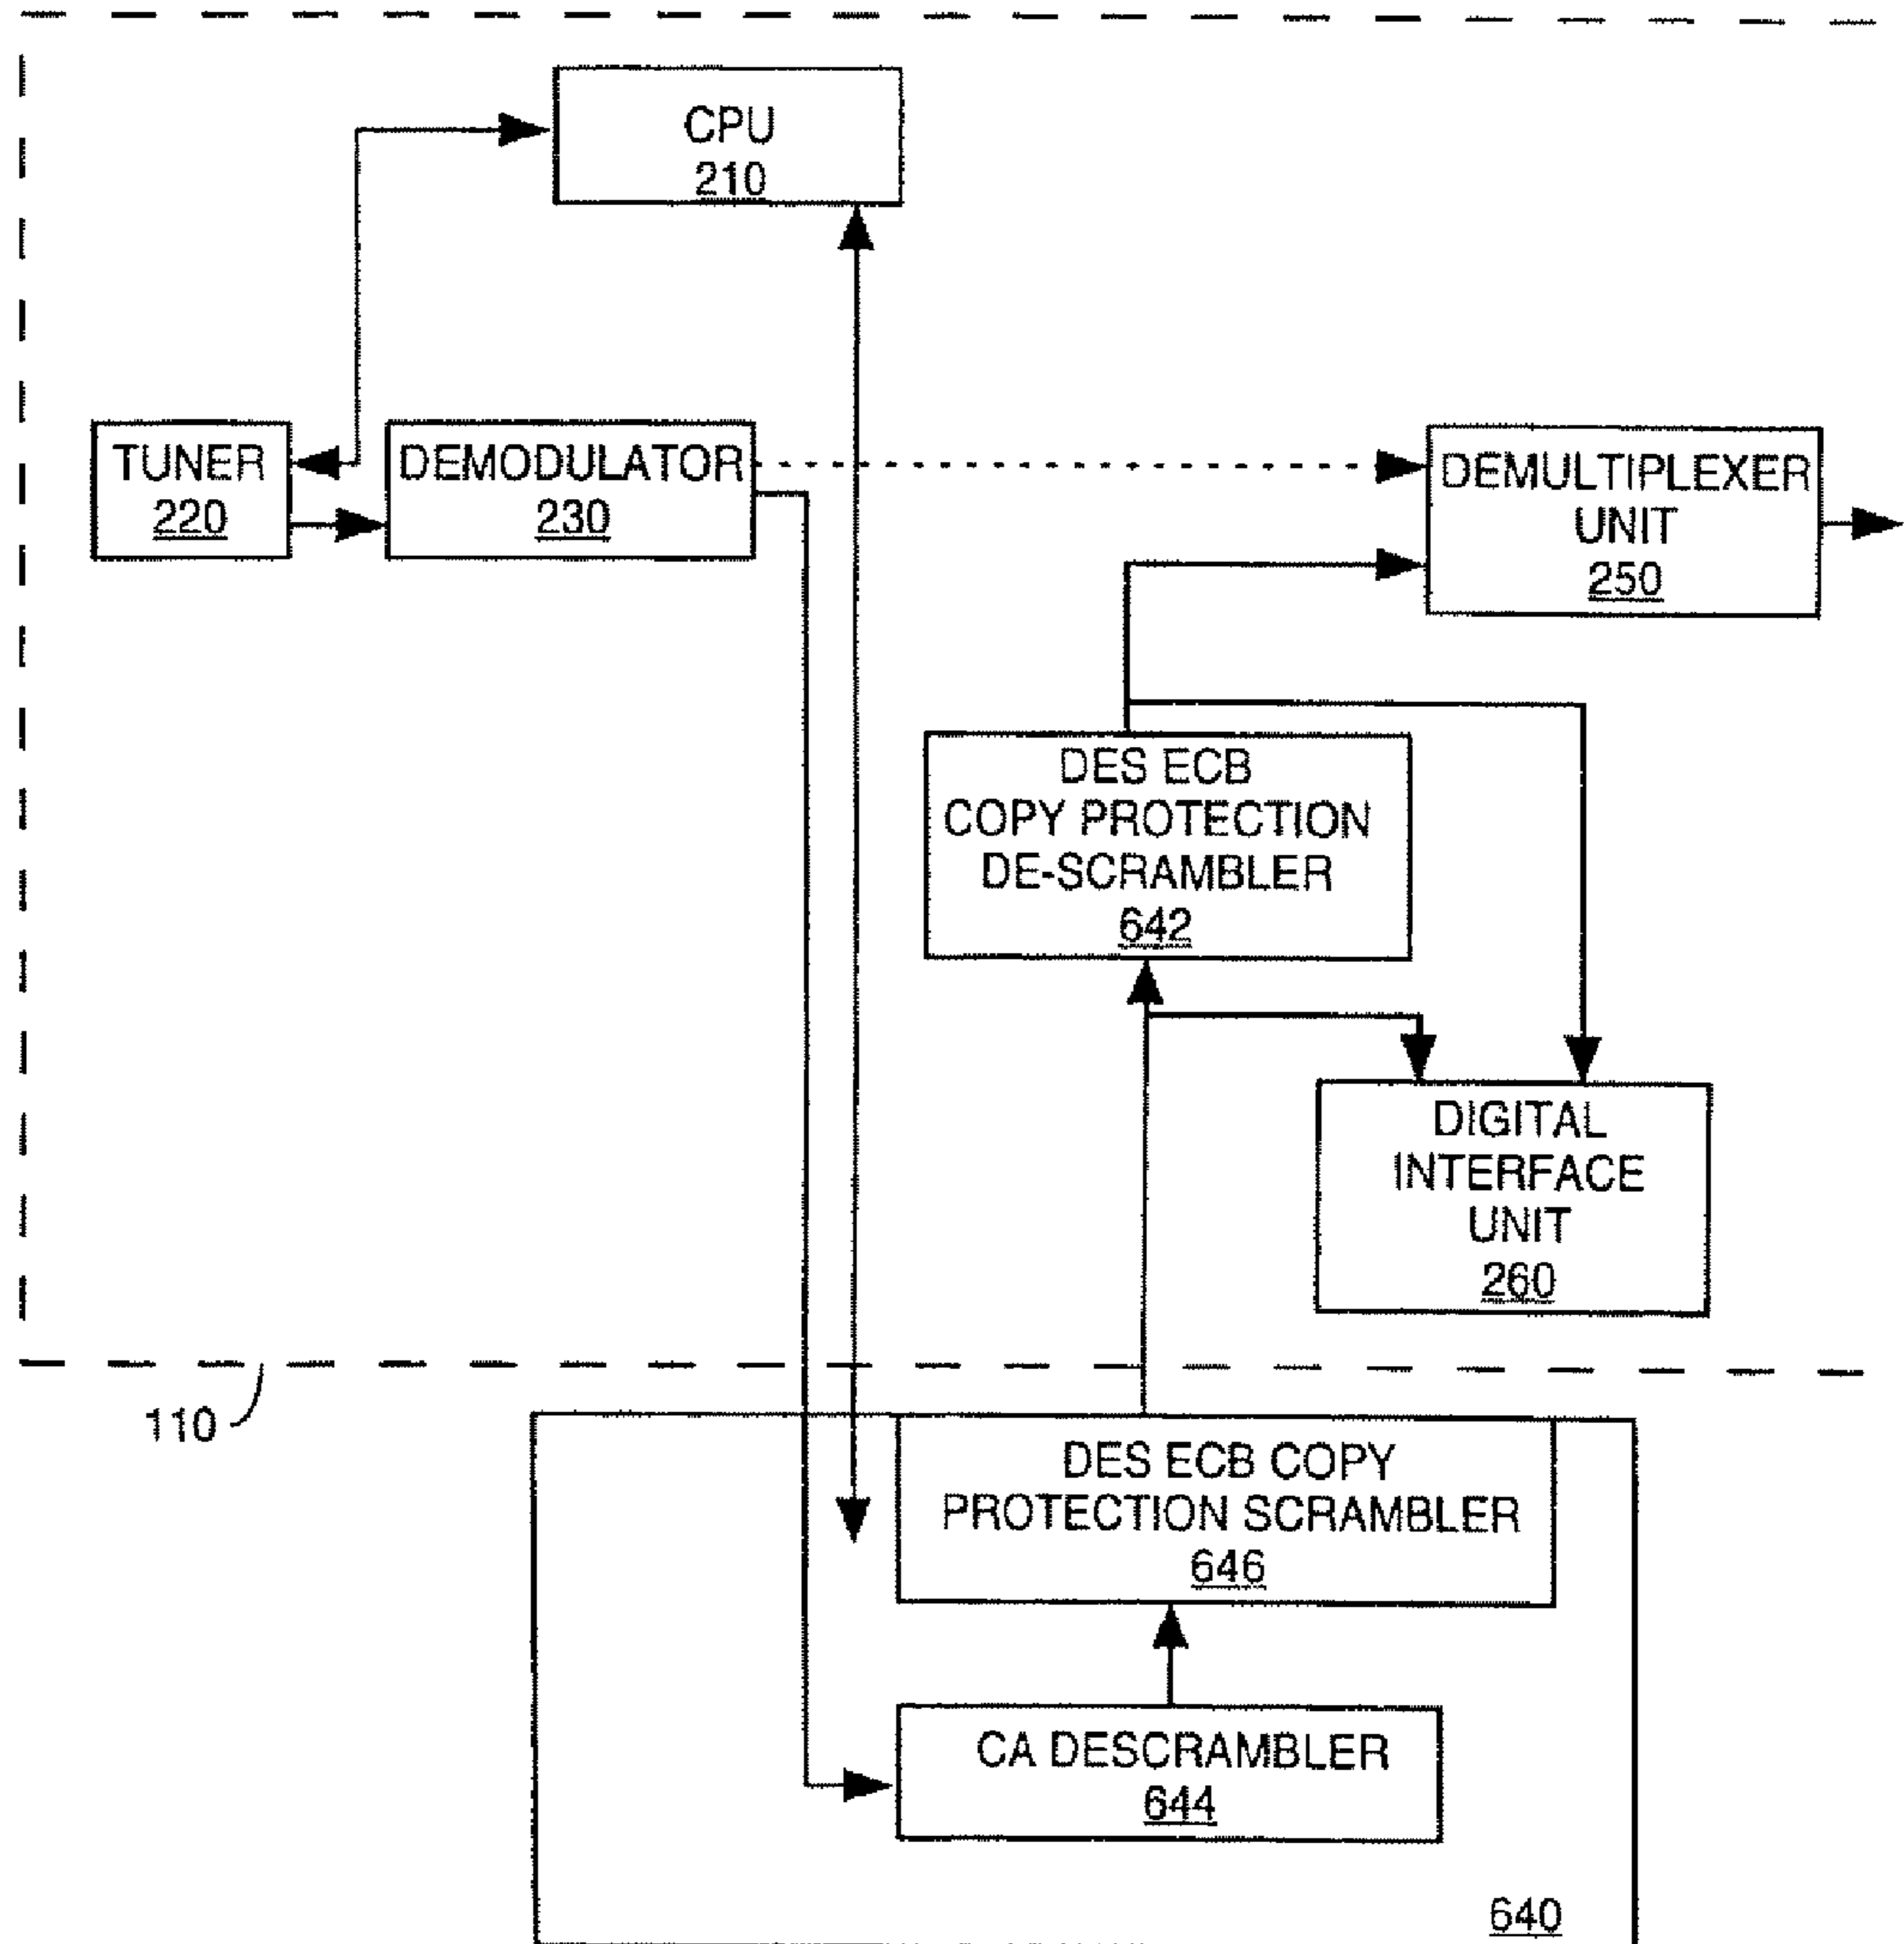 CPU
210
TUNER
220
DEMODULATOR
230
DEMULTIPLEXER
UNIT
250
DES ECB
COPY PROTECTION
DE-SCRAMBLER
642
DIGITAL
INTERFACE
UNIT
260
110
DES ECB COPY
PROTECTION SCRAMBLER
646
CA DESCRAMBLER
644
640